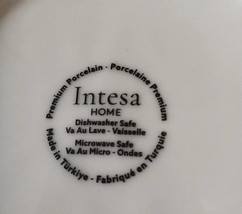 Premium Porcelain - Porcelaine Premium
Intesa
HOME
Dishwasher Safe
Va Au Lave - Vaisselle
Microwave Safe
Va Au Micro - Ondes
Made in Türkiye - Fabriqué en Turquie